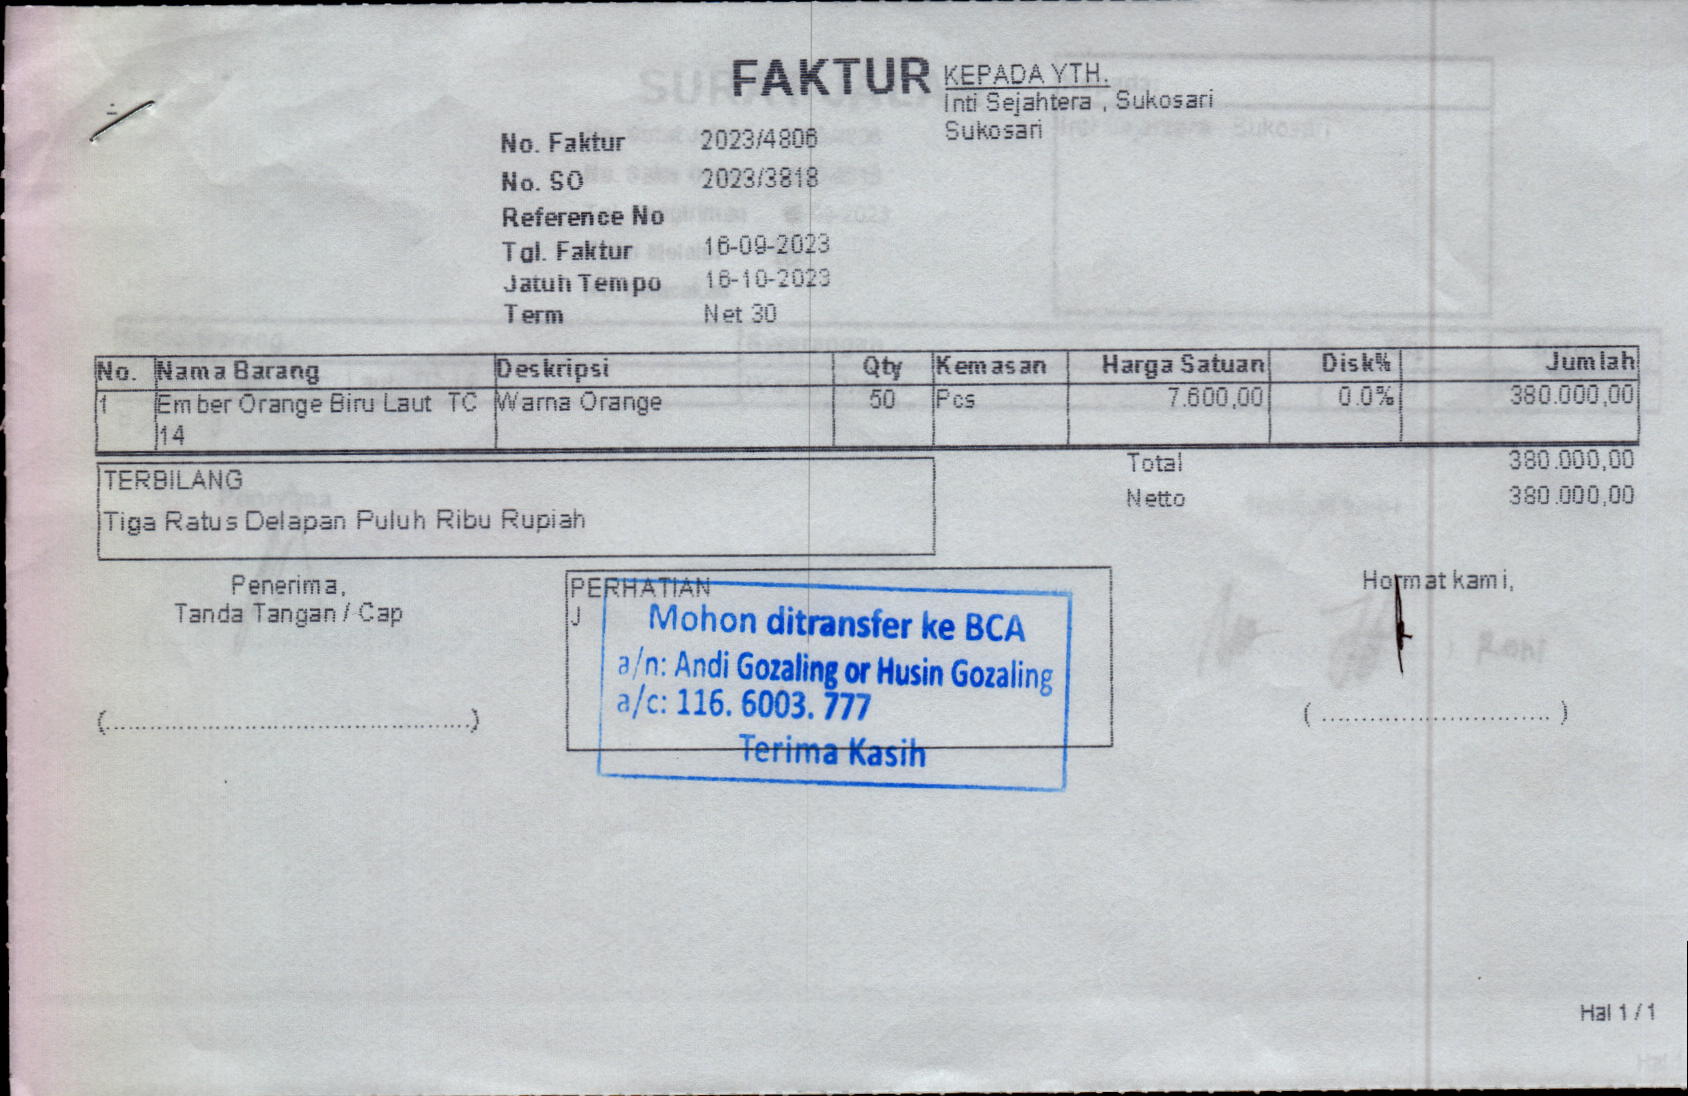 FAKTUR
KEPADA YTH.
Inti Sejahtera , Sukosari
Sukosari
No. Faktur 2023/4806
No. SO 2023/3818
Reference No
Tgl. Faktur 16-09-2023
Jatuh Tempo 16-10-2023
Term Net 30
No. Nama Barang Deskripsi Qty Kemasan Harga Satuan Disk% Jumlah
1 Ember Orange Biru Laut TC Warna Orange 50 Pcs 7.600,00 0.0% 380.000,00
14
Total 380.000,00
Netto 380.000,00
TERBILANG
Tiga Ratus Delapan Puluh Ribu Rupiah
Penerima,
Tanda Tangan / Cap
(..............................................)
PERHATIAN
J
Mohon ditransfer ke BCA
a/n: Andi Gozaling or Husin Gozaling
a/c: 116. 6003. 777
Terima Kasih
Hormat kami,
( ............................. )
Hal 1 / 1